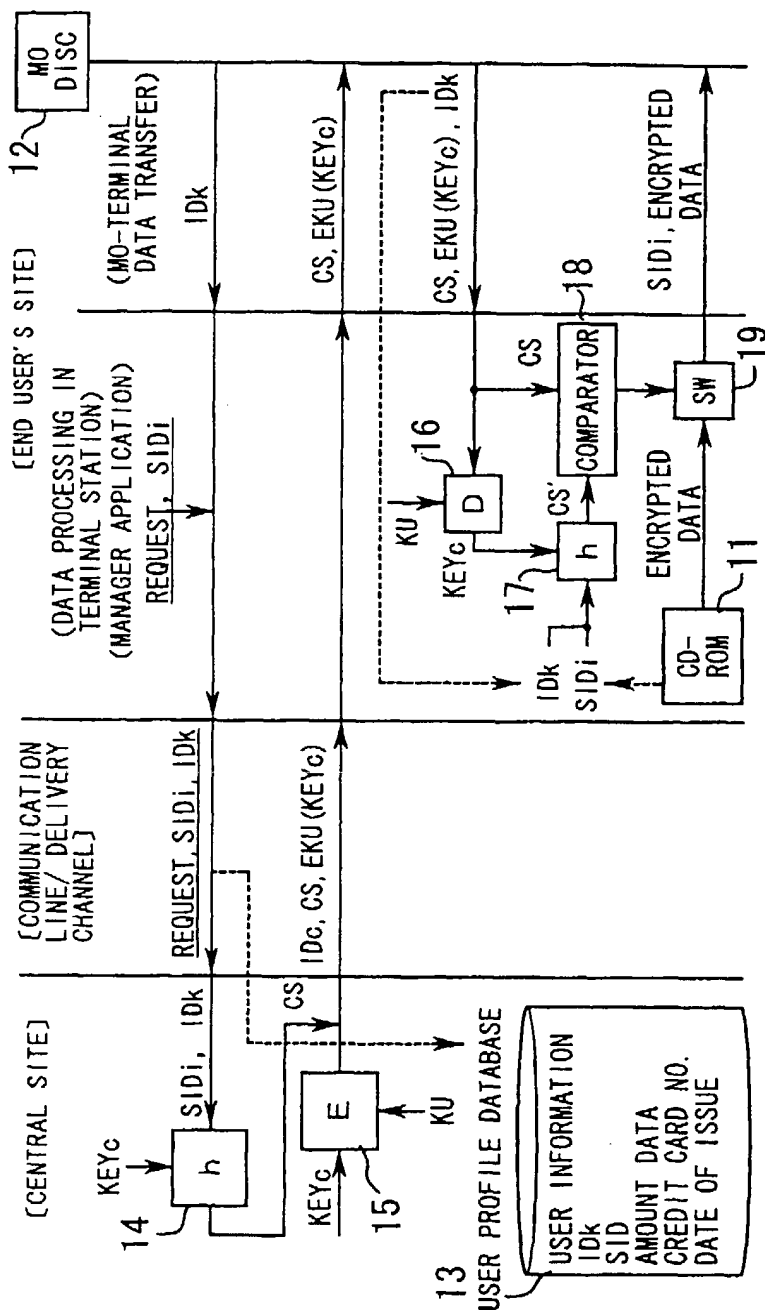 [CENTRAL SITE]
[COMMUNICATION
LINE/ DELIVERY
CHANNEL]
[END USER'S SITE]
(DATA PROCESSING IN
TERMINAL STATION)
(MANAGER APPLICATION)
(MO-TERMINAL
DATA TRANSFER)
12
MO
DISC
IDk
REQUEST, SIDi
REQUEST, SIDi, IDk
SIDi, IDk
KEYc
h
14
CS
KEYc
E
15
KU
IDc, CS, EKU(KEYc)
CS, EKU(KEYc)
CS, EKU(KEYc), IDk
KU
D
16
KEYc
CS
h
17
CS'
COMPARATOR
18
IDk
SIDi
CD-
ROM
11
ENCRYPTED
DATA
SW
19
SIDi, ENCRYPTED
DATA
13
USER PROFILE DATABASE
USER INFORMATION
IDk
SID
AMOUNT DATA
CREDIT CARD NO.
DATE OF ISSUE